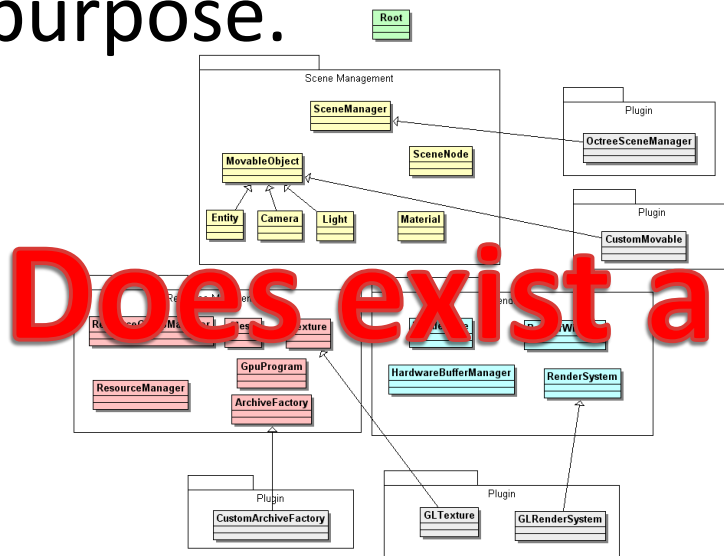 purpose.
Root
Scene Management
SceneManager
Plugin
OctreeSceneManager
MovableObject
SceneNode
Plugin
Entity
Camera
Light
Material
CustomMovable
Does exist a
GpuProgram
HardwareBufferManager
RenderSystem
ResourceManager
ArchiveFactory
Plugin
Plugin
CustomArchiveFactory
GLTexture
GLRenderSystem